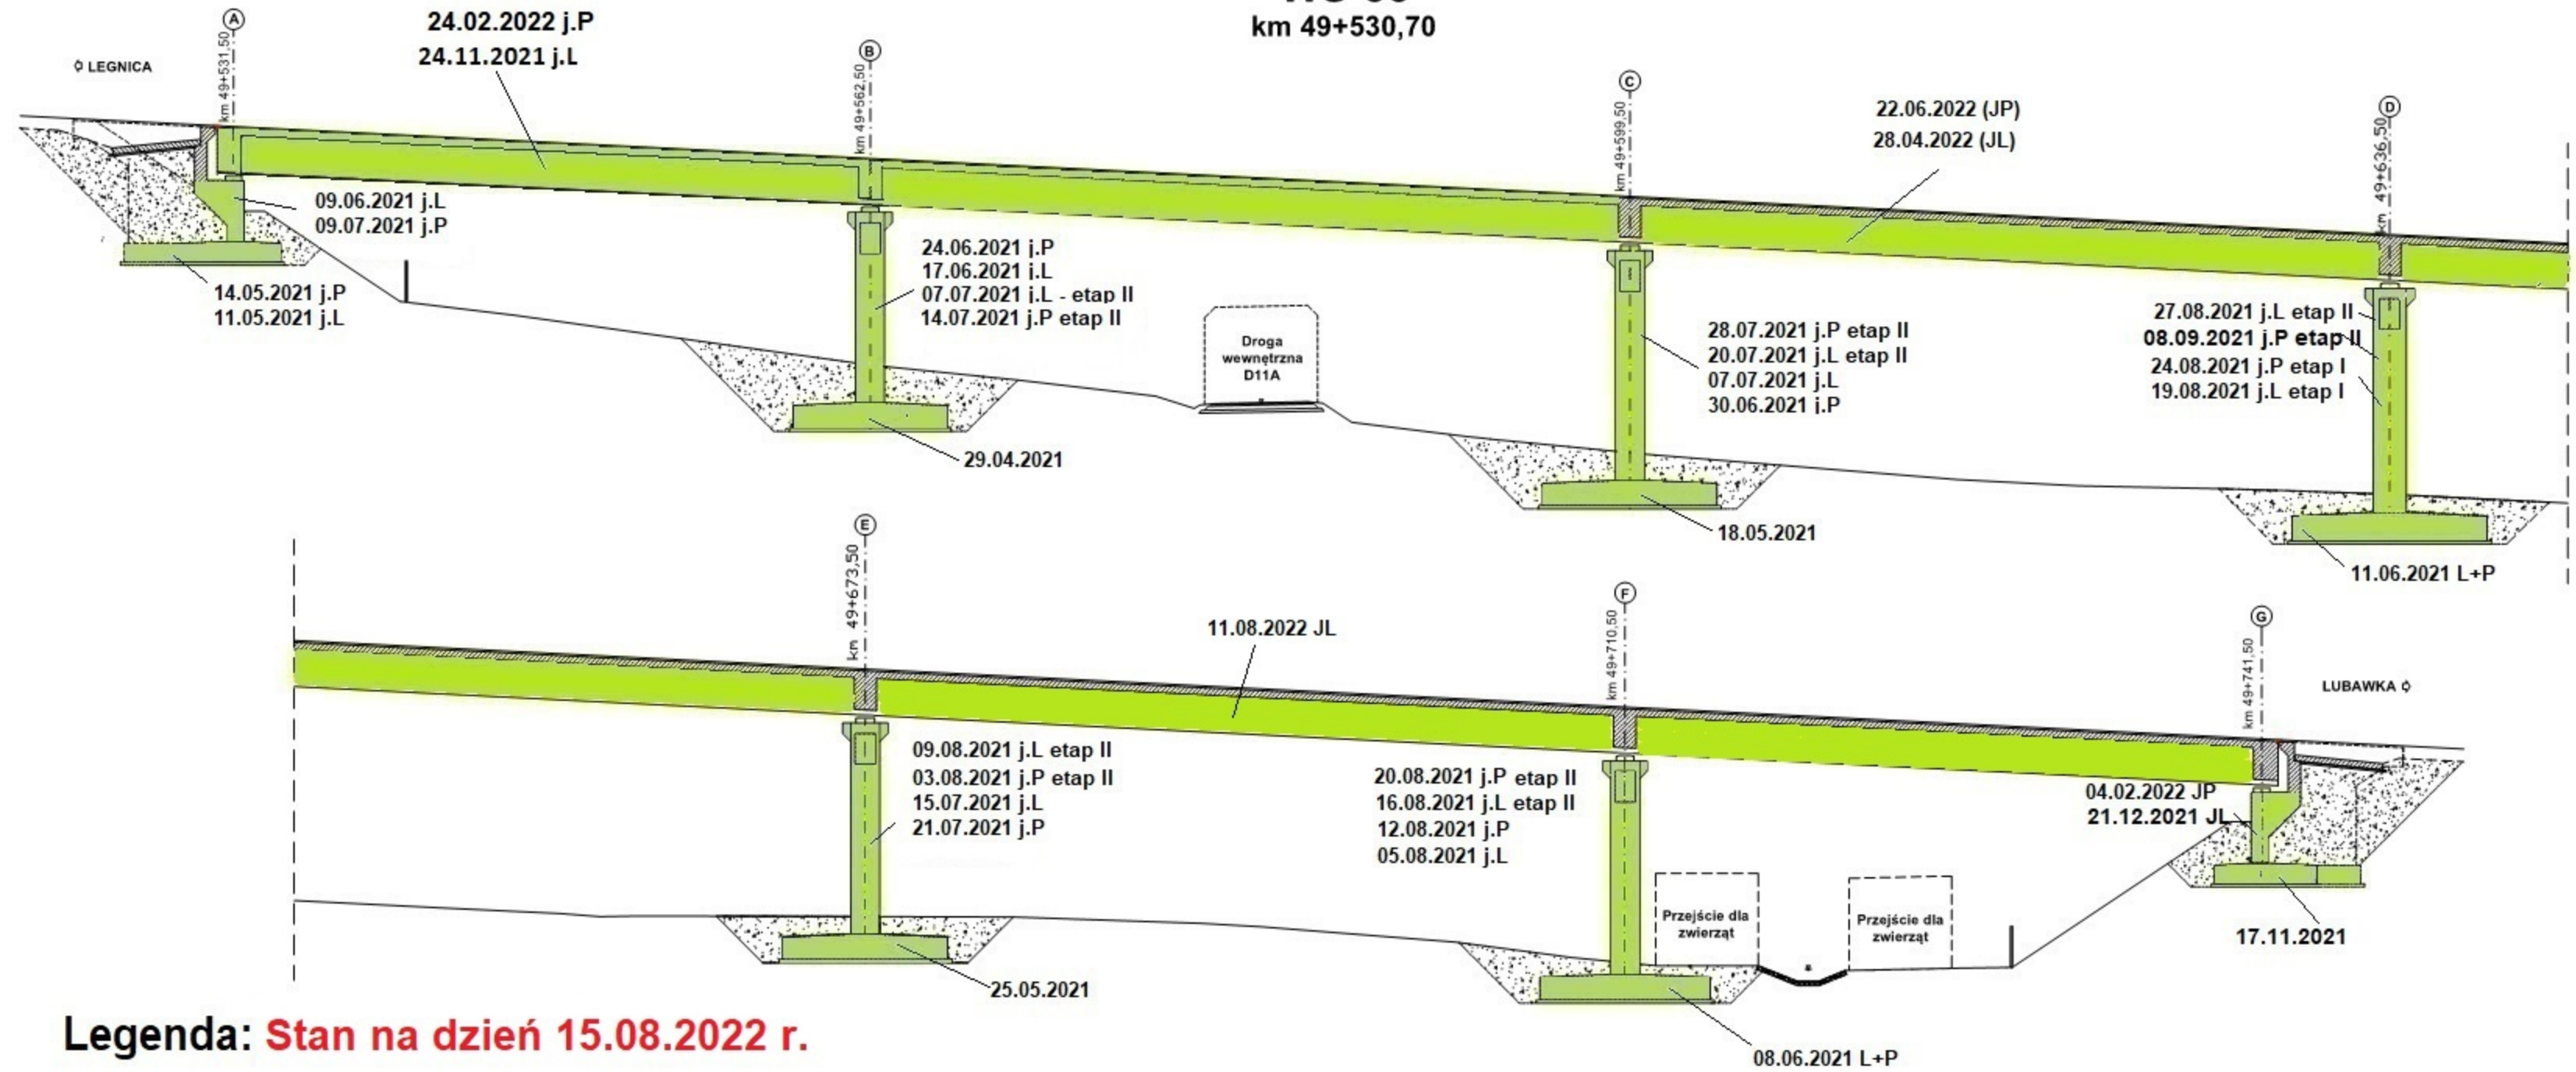 km 49+530,70
LEGNICA
A
km 49+531,50
24.02.2022 j.P
24.11.2021 j.L
B
km 49+562,50
C
km 49+599,50
22.06.2022 (JP)
28.04.2022 (JL)
D
km 49+636,50
09.06.2021 j.L
09.07.2021 j.P
14.05.2021 j.P
11.05.2021 j.L
24.06.2021 j.P
17.06.2021 j.L
07.07.2021 j.L - etap II
14.07.2021 j.P etap II
29.04.2021
Droga
wewnętrzna
D11A
28.07.2021 j.P etap II
20.07.2021 j.L etap II
07.07.2021 j.L
30.06.2021 j.P
18.05.2021
27.08.2021 j.L etap II
08.09.2021 j.P etap II
24.08.2021 j.P etap I
19.08.2021 j.L etap I
11.06.2021 L+P
E
km 49+673,50
11.08.2022 JL
F
km 49+710,50
G
km 49+741,50
LUBAWKA
09.08.2021 j.L etap II
03.08.2021 j.P etap II
15.07.2021 j.L
21.07.2021 j.P
25.05.2021
20.08.2021 j.P etap II
16.08.2021 j.L etap II
12.08.2021 j.P
05.08.2021 j.L
Przejście dla
zwierząt
Przejście dla
zwierząt
04.02.2022 JP
21.12.2021 JL
17.11.2021
08.06.2021 L+P
Legenda: Stan na dzień 15.08.2022 r.